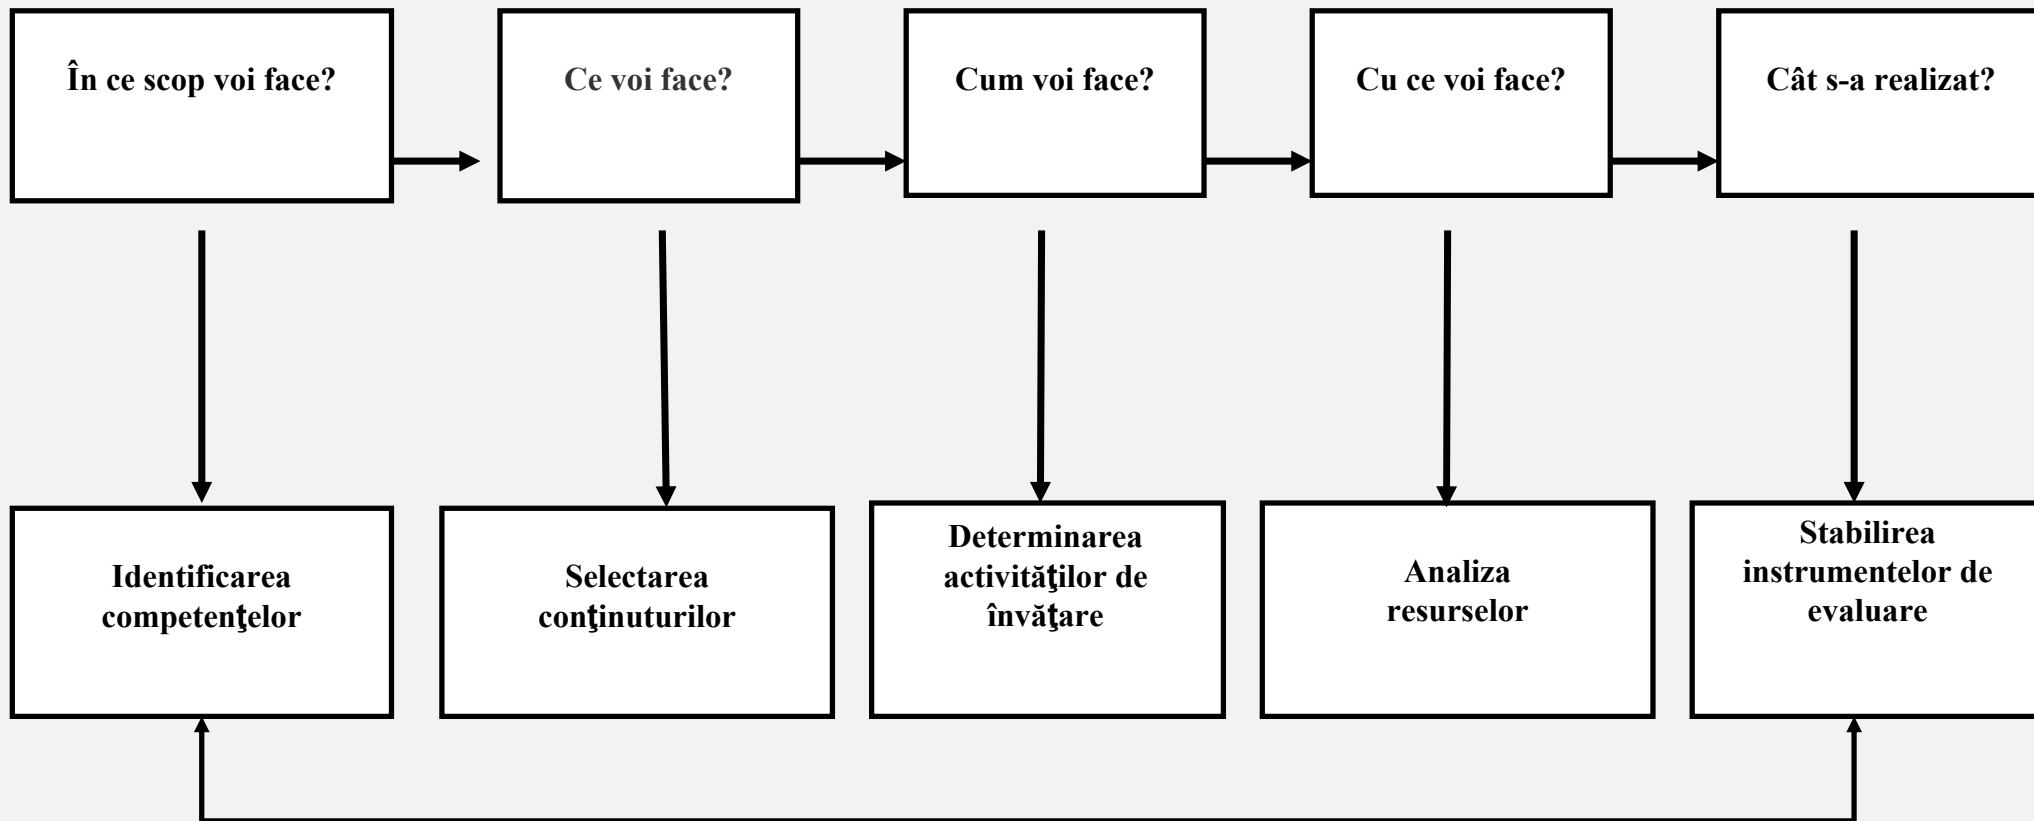 În ce scop voi face?
Ce voi face?
Cum voi face?
Cu ce voi face?
Cât s-a realizat?
Identificarea
competenţelor
Selectarea
conţinuturilor
Determinarea
activităţilor de
învăţare
Analiza
resurselor
Stabilirea
instrumentelor de
evaluare